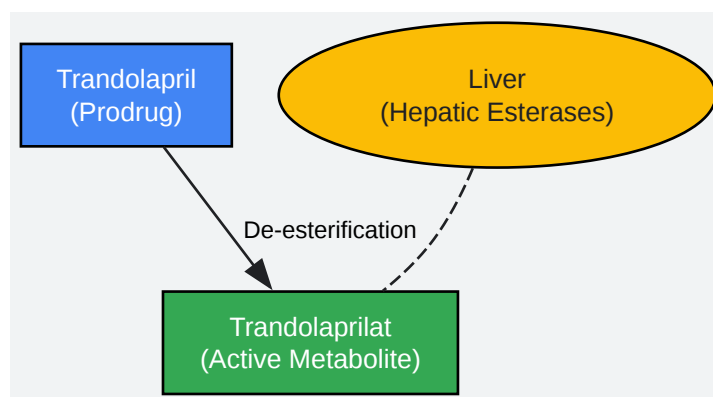 Trandolapril
(Prodrug)
Liver
(Hepatic Esterases)
De-esterification
Trandolaprilat
(Active Metabolite)